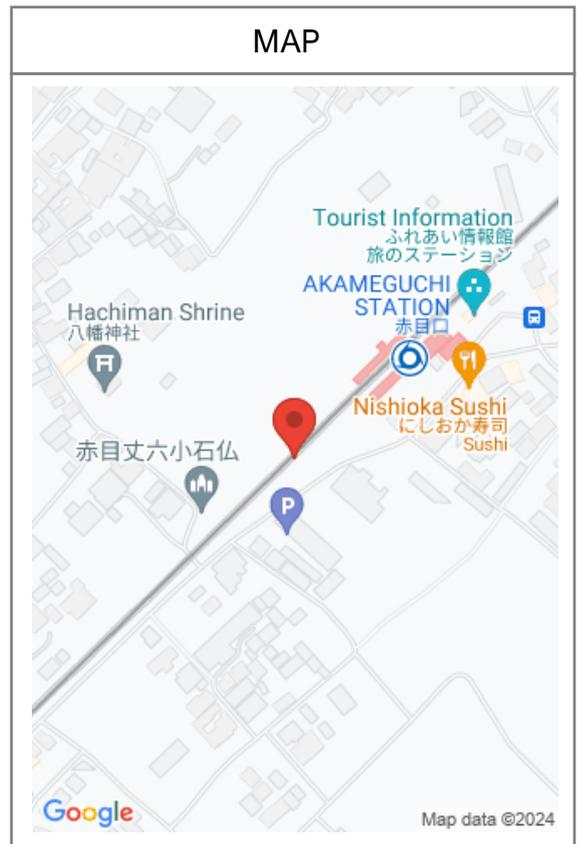 MAP
Tourist Information
ふれあい情報館
旅のステーション
AKAMEGUCHI
STATION
赤目口
Hachiman Shrine
八幡神社
Nishioka Sushi
にしおか寿司
Sushi
赤目丈六小石仏
P
Google
Map data ©2024